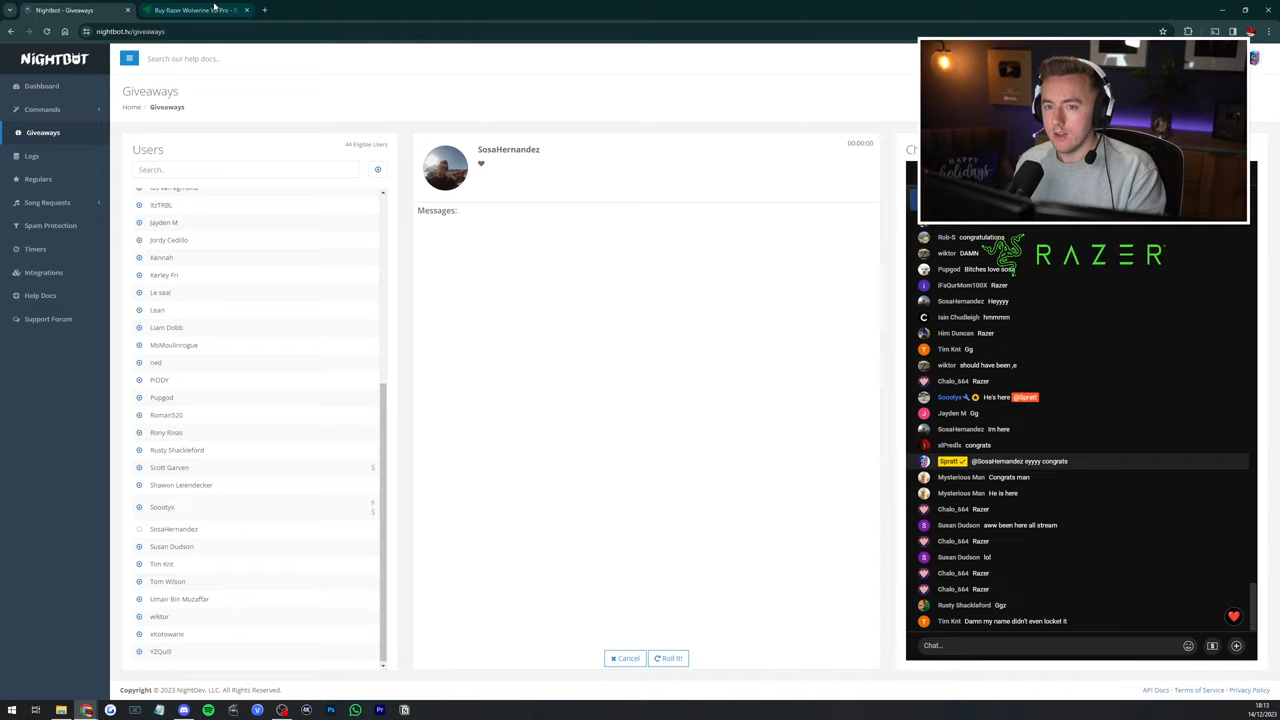 Nightbot - Giveaways
Buy Razer Wolverine V2 Pro - E
nightbot.tv/giveaways
NiGHTBOT
Search our help docs..
Dashboard
Commands
Giveaways
Logs
Regulars
Song Requests
Spam Protection
Timers
Integrations
Help Docs
Support Forum
Giveaways
Home
Giveaways
Users
44 Eligible Users
Search..
ItzTRBL
Jayden M
Jordy Cedillo
Kennah
Kerley Fri
Le seal
Lean
Liam Dobb
MsMoulinrogue
ned
PIDDY
Pupgod
Roman520
Rony Rivas
Rusty Shackleford
Scott Garven
$
Shawon Leiendecker
Soootyx
$
SosaHernandez
Susan Dudson
Tim Knt
Tom Wilson
Umair Bin Muzaffar
wiktor
xKotowarix
YZQuill
SosaHernandez
00:00:00
Messages:
Cancel
Roll It!
HAPPY
holidays
RAZER
Rob-S congratulations
wiktor DAMN
Pupgod Bitches love sosa
iFaQurMom100X Razer
SosaHernandez Heyyyy
Iain Chudleigh hmmmm
Him Duncan Razer
Tim Knt Gg
wiktor should have been ,e
Chalo_664 Razer
Soootyx He's here @Spratt
Jayden M Gg
SosaHernandez Im here
xlPredlx congrats
Spratt @SosaHernandez eyyyy congrats
Mysterious Man Congrats man
Mysterious Man He is here
Chalo_664 Razer
Susan Dudson aww been here all stream
Chalo_664 Razer
Susan Dudson lol
Chalo_664 Razer
Chalo_664 Razer
Rusty Shackleford Ggz
Tim Knt Damn my name didn't even locket it
Chat...
Copyright © 2023 NightDev, LLC. All Rights Reserved.
API Docs · Terms of Service · Privacy Policy
18:13
14/12/2023